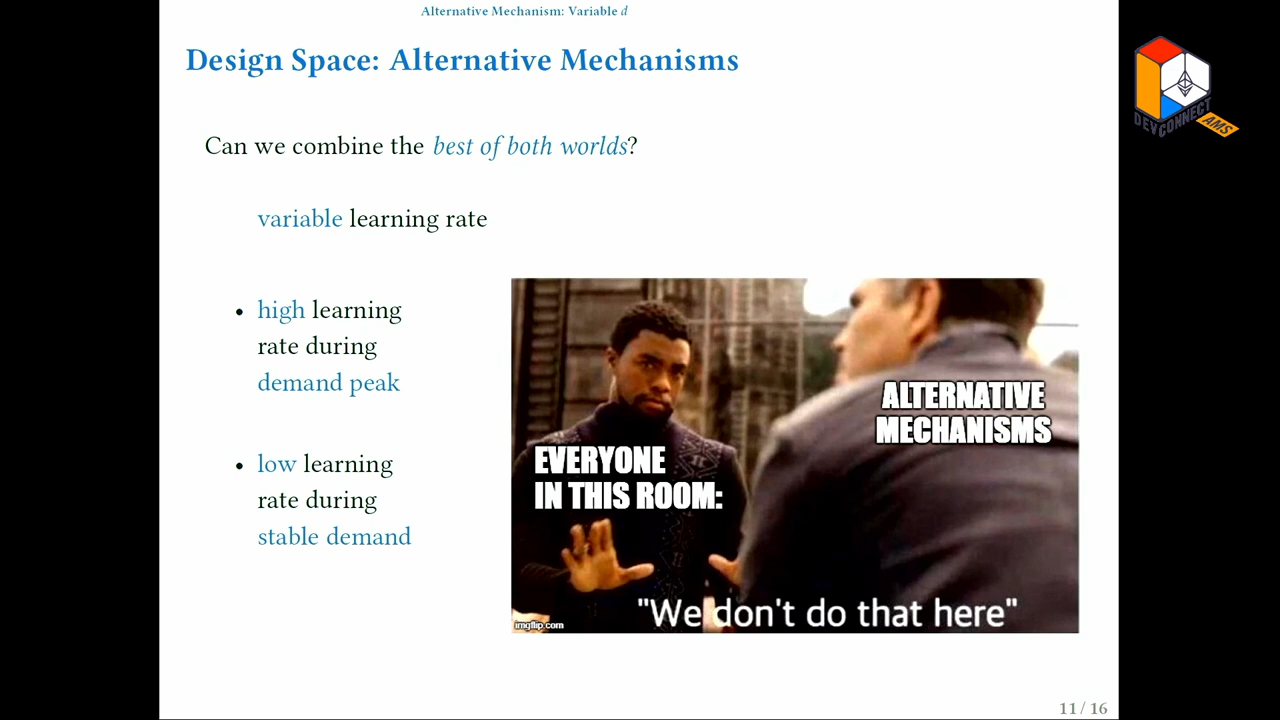 Alternative Mechanism: Variable d
Design Space: Alternative Mechanisms
DEVCONNECT
AMS
Can we combine the best of both worlds?
variable learning rate
• high learning
rate during
demand peak
• low learning
rate during
stable demand
ALTERNATIVE
MECHANISMS
EVERYONE
IN THIS ROOM:
"We don't do that here"
imgflip.com
11 / 16